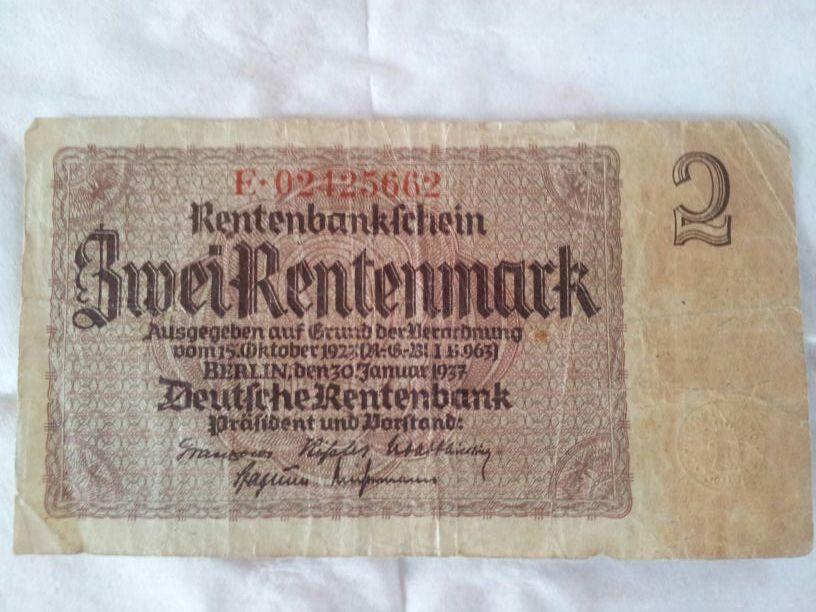 E·02425662
Rentenbankschein
Zwei Rentenmark
Ausgegeben auf Grund der Verordnung
vom 15. Oktober 1923 (R-G-Bl. I S. 963)
BERLIN, den 30. Januar 1937
Deutsche Rentenbank
Präsident und Vorstand:
2